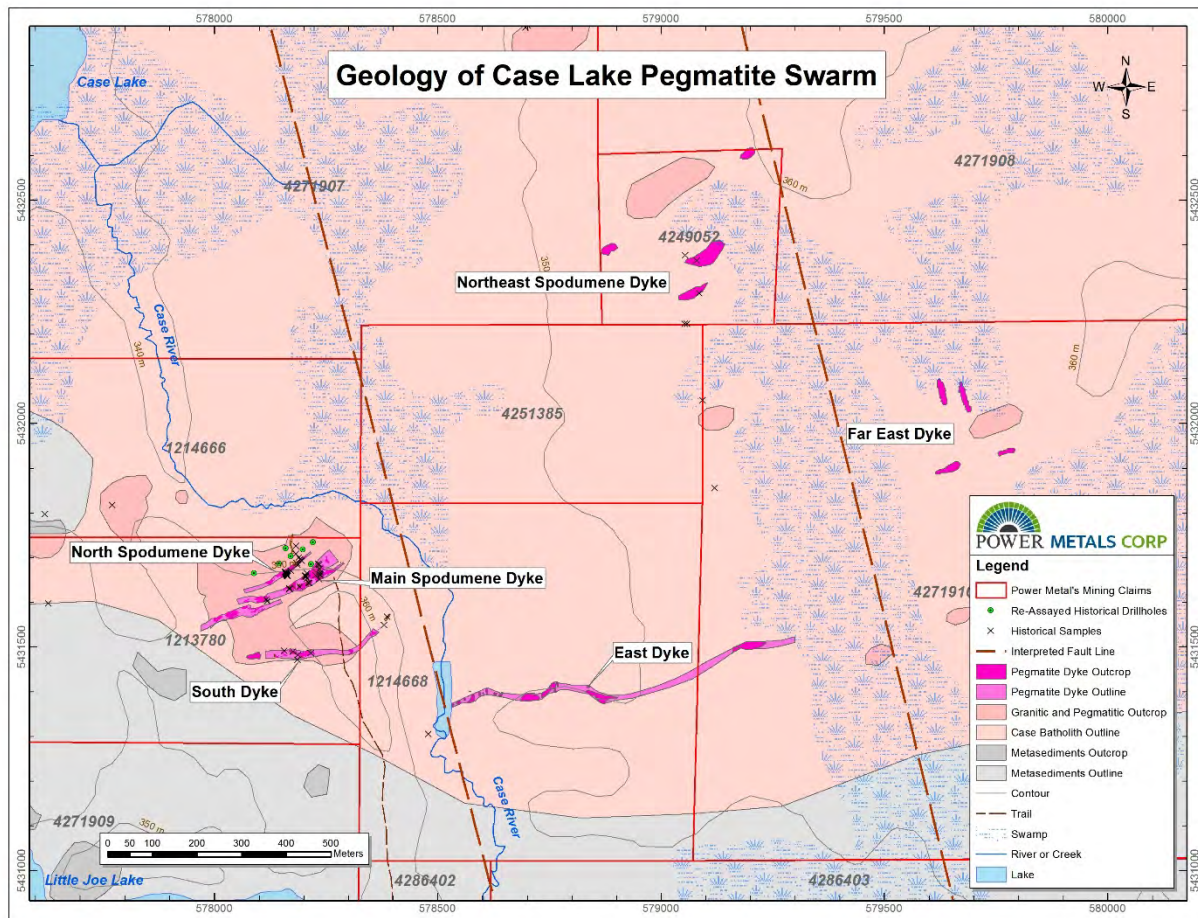 578000 578500 579000 579500 580000
Geology of Case Lake Pegmatite Swarm
N
W E
S
Case Lake
4271907
4271908
360 m
5432500 5432500
4249052
350
Northeast Spodumene Dyke
Case River
340 m
360 m
4251385
5432000 5432000
Far East Dyke
1214666
North Spodumene Dyke
Main Spodumene Dyke
360 m
1213780
5431500 5431500
East Dyke
South Dyke
1214668
Case River
4271909
350 m
0 50 100 200 300 400 500
Meters
Little Joe Lake
4286402
4286403
5431000 5431000
POWER METALS CORP
Legend
Power Metal's Mining Claims
Re-Assayed Historical Drillholes
Historical Samples
Interpreted Fault Line
Pegmatite Dyke Outcrop
Pegmatite Dyke Outline
Granitic and Pegmatitic Outcrop
Case Batholith Outline
Metasediments Outcrop
Metasediments Outline
Contour
Trail
Swamp
River or Creek
Lake
578000 578500 579000 579500 580000